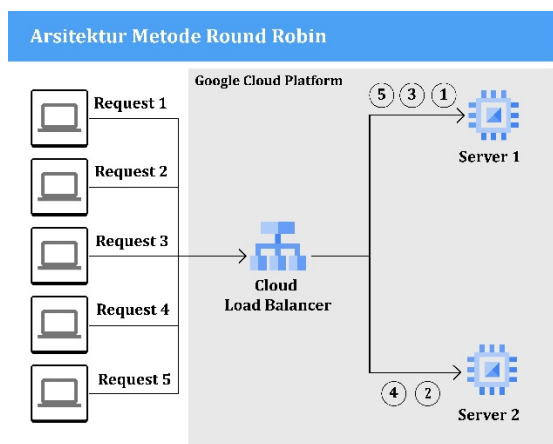 Arsitektur Metode Round Robin
Google Cloud Platform
Request 1
Request 2
Request 3
Request 4
Request 5
Cloud
Load Balancer
5 3 1
Server 1
4 2
Server 2